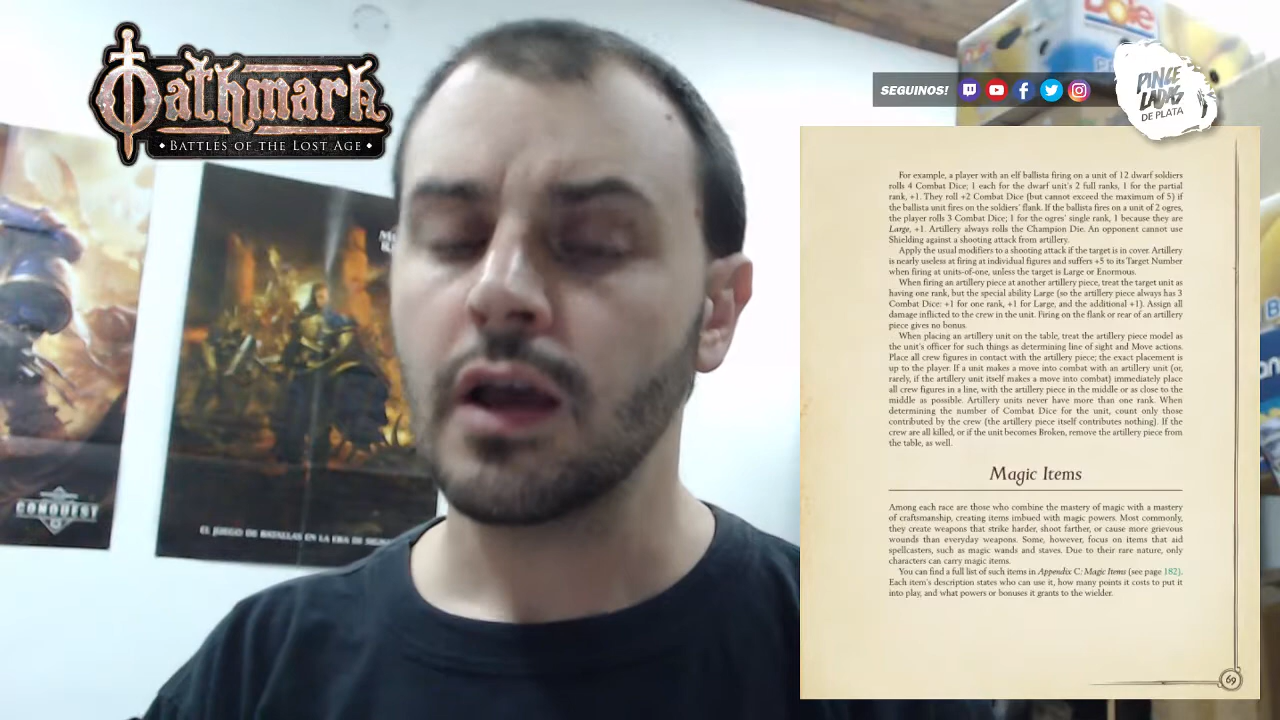 Oathmark
• BATTLES OF THE LOST AGE •
SEGUINOS!
PINCE
LADAS
DE PLATA
Dole
CONQUEST
EL JUEGO DE BATALLAS EN LA ERA DE SIGMA
For example, a player with an elf ballista firing on a unit of 12 dwarf soldiers
rolls 4 Combat Dice; 1 each for the dwarf unit's 2 full ranks, 1 for the partial
rank, +1. They roll +2 Combat Dice (but cannot exceed the maximum of 5) if
the ballista unit fires on the soldiers' flank. If the ballista fires on a unit of 2 ogres,
the player rolls 3 Combat Dice; 1 for the ogres' single rank, 1 because they are
Large, +1. Artillery always rolls the Champion Die. An opponent cannot use
Shielding against a shooting attack from artillery.
Apply the usual modifiers to a shooting attack if the target is in cover. Artillery
is nearly useless at firing at individual figures and suffers +5 to its Target Number
when firing at units-of-one, unless the target is Large or Enormous.
When firing an artillery piece at another artillery piece, treat the target unit as
having one rank, but the special ability Large (so the artillery piece always has 3
Combat Dice: +1 for one rank, +1 for Large, and the additional +1). Assign all
damage inflicted to the crew in the unit. Firing on the flank or rear of an artillery
piece gives no bonus.
When placing an artillery unit on the table, treat the artillery piece model as
the unit's officer for such things as determining line of sight and Move actions.
Place all crew figures in contact with the artillery piece; the exact placement is
up to the player. If a unit makes a move into combat with an artillery unit (or,
rarely, if the artillery unit itself makes a move into combat) immediately place
all crew figures in a line, with the artillery piece in the middle or as close to the
middle as possible. Artillery units never have more than one rank. When
determining the number of Combat Dice for the unit, count only those
contributed by the crew (the artillery piece itself contributes nothing). If the
crew are all killed, or if the unit becomes Broken, remove the artillery piece from
the table, as well.
Magic Items
Among each race are those who combine the mastery of magic with a mastery
of craftsmanship, creating items imbued with magic powers. Most commonly,
they create weapons that strike harder, shoot farther, or cause more grievous
wounds than everyday weapons. Some, however, focus on items that aid
spellcasters, such as magic wands and staves. Due to their rare nature, only
characters can carry magic items.
You can find a full list of such items in Appendix C: Magic Items (see page 182).
Each item's description states who can use it, how many points it costs to put it
into play, and what powers or bonuses it grants to the wielder.
69